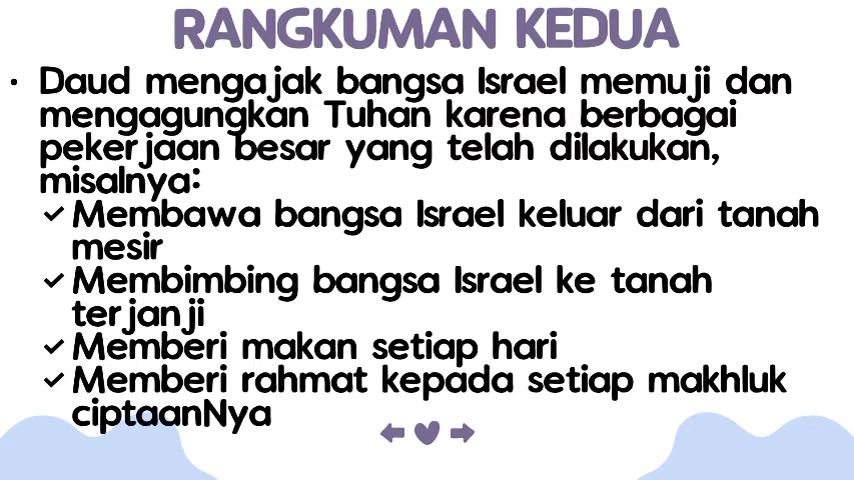 RANGKUMAN KEDUA
• Daud mengajak bangsa Israel memuji dan
mengagungkan Tuhan karena berbagai
pekerjaan besar yang telah dilakukan,
misalnya:
✓ Membawa bangsa Israel keluar dari tanah
mesir
✓ Membimbing bangsa Israel ke tanah
terjanji
✓ Memberi makan setiap hari
✓ Memberi rahmat kepada setiap makhluk
ciptaanNya